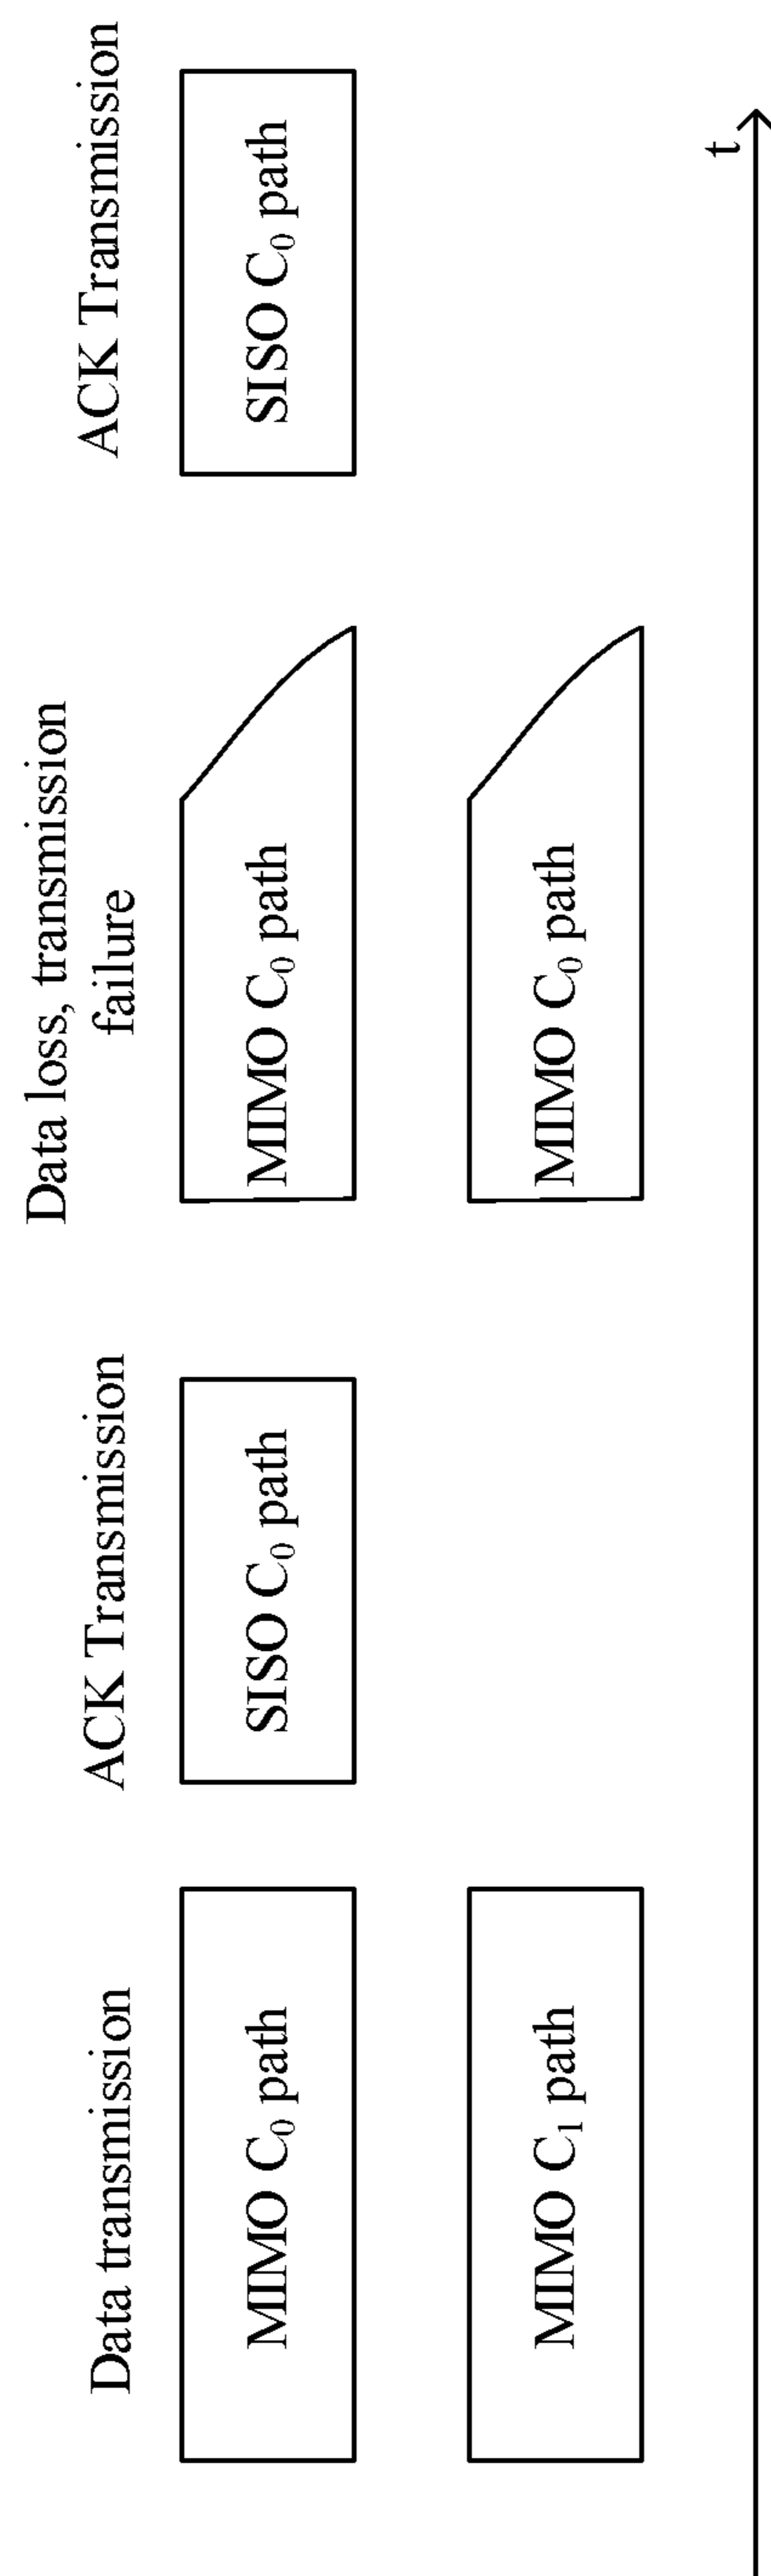 Data transmission
MIMO C₀ path
MIMO C₁ path
ACK Transmission
SISO C₀ path
Data loss, transmission
failure
MIMO C₀ path
MIMO C₀ path
ACK Transmission
SISO C₀ path
t